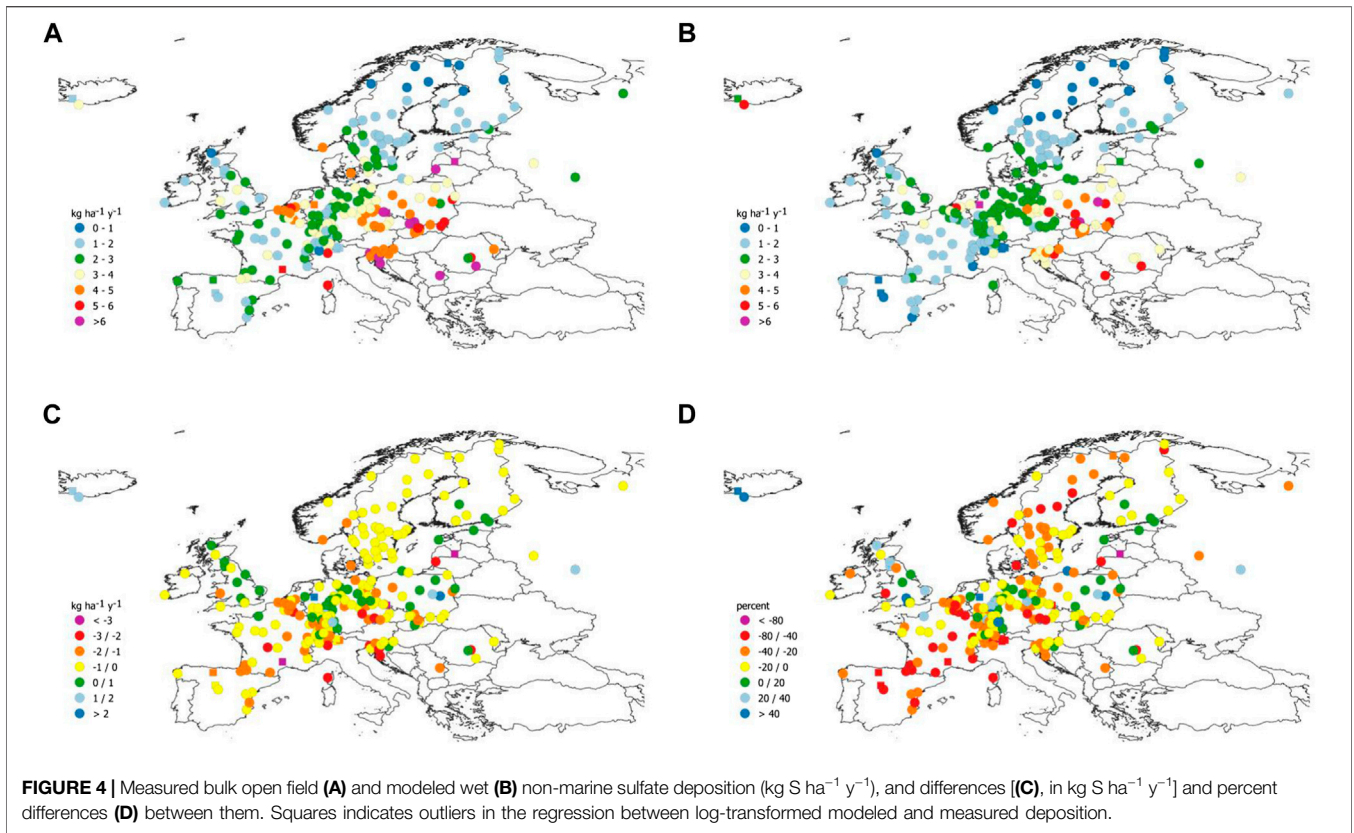 A
kg ha⁻¹ y⁻¹
0 - 1
1 - 2
2 - 3
3 - 4
4 - 5
5 - 6
>6
B
kg ha⁻¹ y⁻¹
0 - 1
1 - 2
2 - 3
3 - 4
4 - 5
5 - 6
>6
C
kg ha⁻¹ y⁻¹
< -3
-3 / -2
-2 / -1
-1 / 0
0 / 1
1 / 2
> 2
D
percent
< -80
-80 / -40
-40 / -20
-20 / 0
0 / 20
20 / 40
> 40
FIGURE 4 | Measured bulk open field (A) and modeled wet (B) non-marine sulfate deposition (kg S ha⁻¹ y⁻¹), and differences [(C), in kg S ha⁻¹ y⁻¹] and percent
differences (D) between them. Squares indicates outliers in the regression between log-transformed modeled and measured deposition.